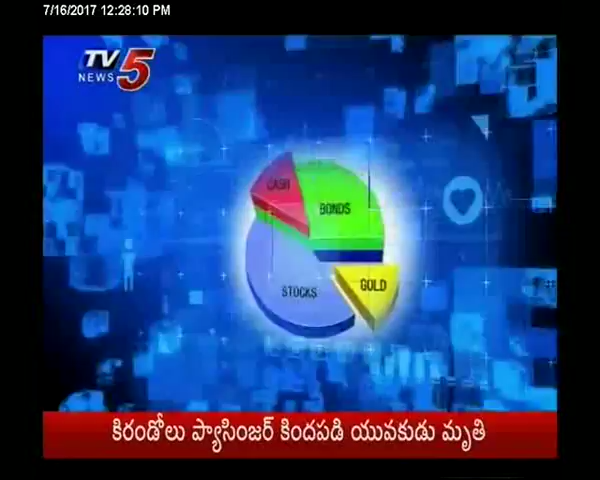 7/16/2017 12:28:10 PM
TV5
NEWS
CASH
BONDS
STOCKS
GOLD
కిరండోలు ప్యాసింజర్ కిందపడి యువకుడు మృతి